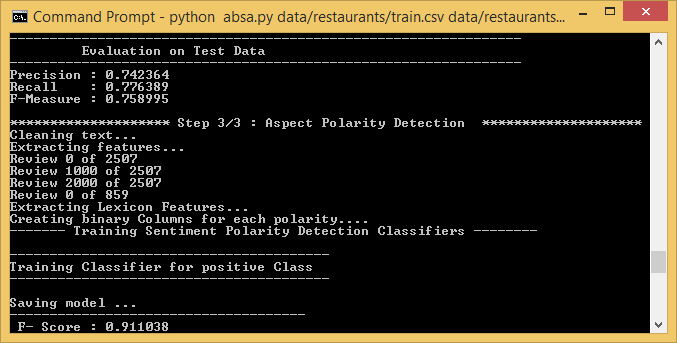 Command Prompt - python  absa.py data/restaurants/train.csv data/restaurants...
----------------------------------------------------------------
         Evaluation on Test Data
----------------------------------------------------------------
Precision : 0.742364
Recall    : 0.776389
F-Measure : 0.758995
******************** Step 3/3 : Aspect Polarity Detection  ********************
Cleaning text...
Extracting features...
Review 0 of 2507
Review 1000 of 2507
Review 2000 of 2507
Review 0 of 859
Extracting Lexicon Features...
Creating binary Columns for each polarity....
------- Training Sentiment Polarity Detection Classifiers --------
----------------------------------------
Training Classifier for positive Class
----------------------------------------
Saving model ...
-------------------------------------
 F- Score : 0.911038